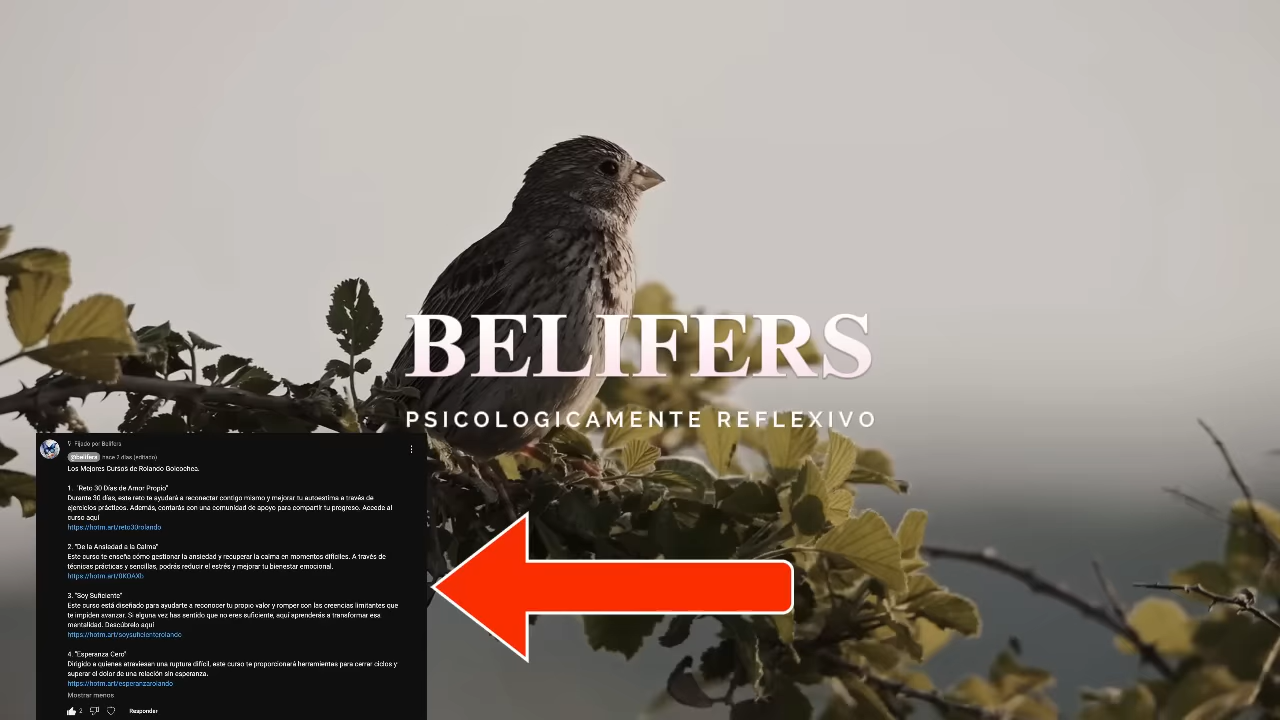 BELIFERS
PSICOLOGICAMENTE REFLEXIVO
Fijado por Belifers
@belifers hace 2 días (editado)
Los Mejores Cursos de Rolando Goicochea.
1. "Reto 30 Días de Amor Propio"
Durante 30 días, este reto te ayudará a reconectar contigo mismo y mejorar tu autoestima a través de
ejercicios prácticos. Además, contarás con una comunidad de apoyo para compartir tu progreso. Accede al
curso aquí
https://hotm.art/reto30rolando
2. "De la Ansiedad a la Calma"
Este curso te enseña cómo gestionar la ansiedad y recuperar la calma en momentos difíciles. A través de
técnicas prácticas y sencillas, podrás reducir el estrés y mejorar tu bienestar emocional.
https://hotm.art/0KOAXb
3. "Soy Suficiente"
Este curso está diseñado para ayudarte a reconocer tu propio valor y romper con las creencias limitantes que
te impiden avanzar. Si alguna vez has sentido que no eres suficiente, aquí aprenderás a transformar esa
mentalidad. Descúbrelo aquí
https://hotm.art/soysuficienterolando
4. "Esperanza Cero"
Dirigido a quienes atraviesan una ruptura difícil, este curso te proporcionará herramientas para cerrar ciclos y
superar el dolor de una relación sin esperanza.
https://hotm.art/esperanzarolando
Mostrar menos
2 Responder